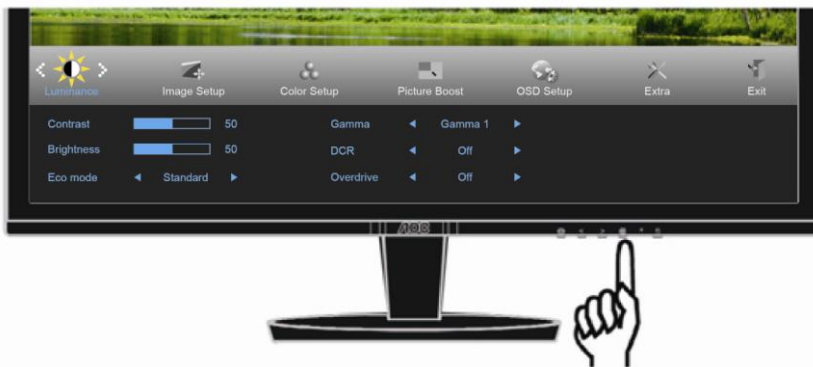 Luminance
Image Setup
Color Setup
Picture Boost
OSD Setup
Extra
Exit
Contrast 50 Gamma Gamma 1
Brightness 50 DCR Off
Eco mode Standard Overdrive Off
AOC